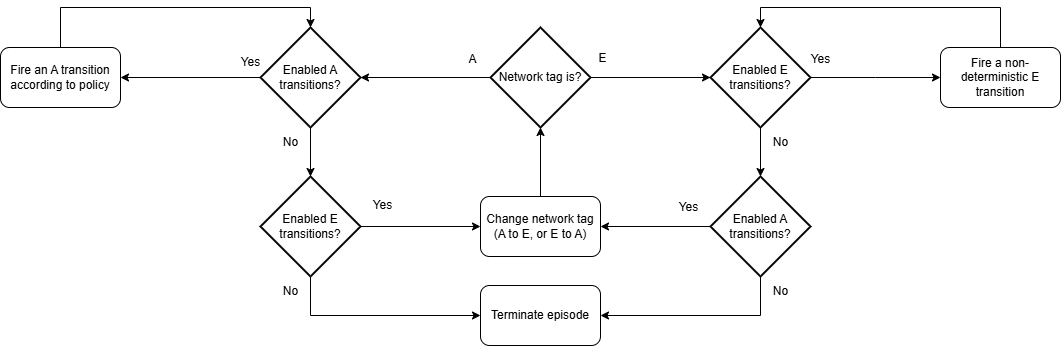 A
E
Yes
Yes
Fire an A transition
according to policy
Enabled A
transitions?
Network tag is?
Enabled E
transitions?
Fire a non-
deterministic E
transition
No
No
Yes
Yes
Enabled E
transitions?
Change network tag
(A to E, or E to A)
Enabled A
transitions?
No
No
Terminate episode